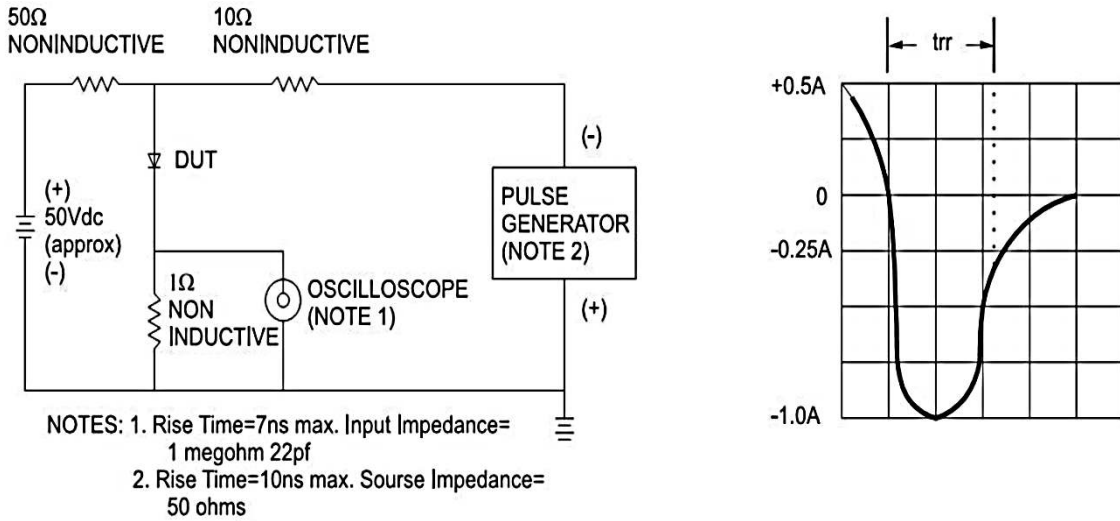 50Ω
NONINDUCTIVE
10Ω
NONINDUCTIVE
DUT
(+)
50Vdc
(approx)
(-)
1Ω
NON
INDUCTIVE
OSCILLOSCOPE
(NOTE 1)
(-)
PULSE
GENERATOR
(NOTE 2)
(+)
NOTES: 1. Rise Time=7ns max. Input Impedance=
1 megohm 22pf
2. Rise Time=10ns max. Sourse Impedance=
50 ohms
trr
+0.5A
0
-0.25A
-1.0A